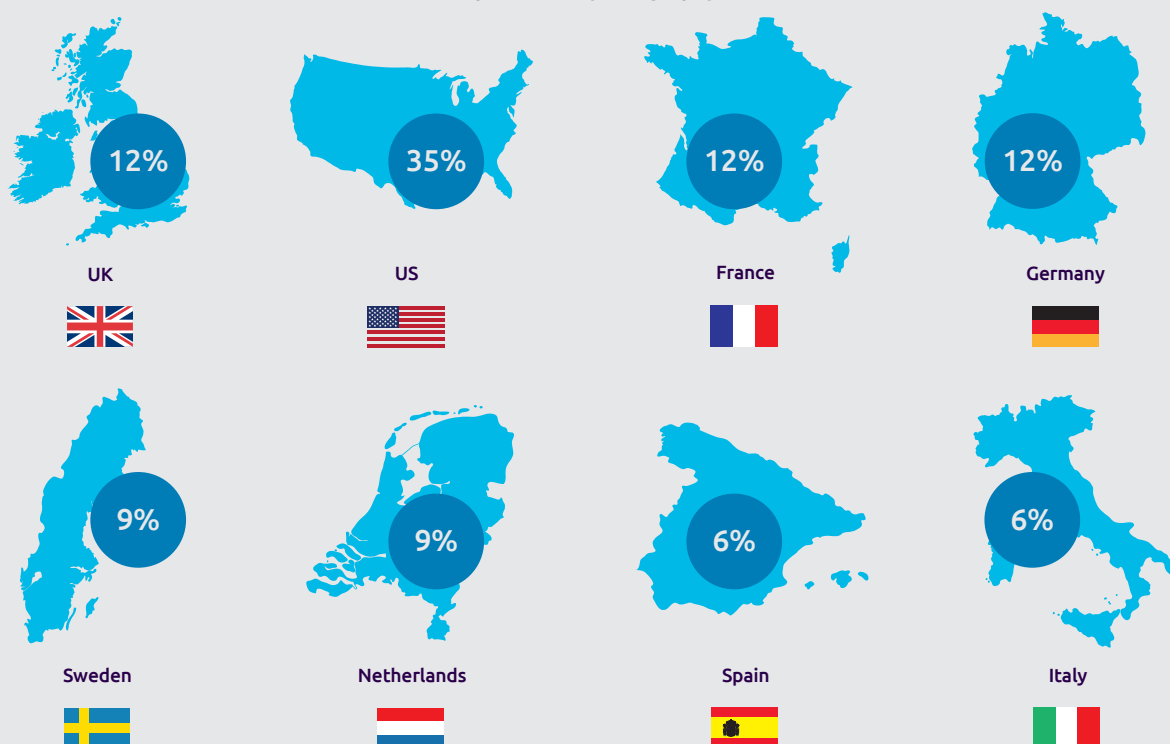 12%
35%
12%
12%
UK
US
France
Germany
9%
9%
6%
6%
Sweden
Netherlands
Spain
Italy